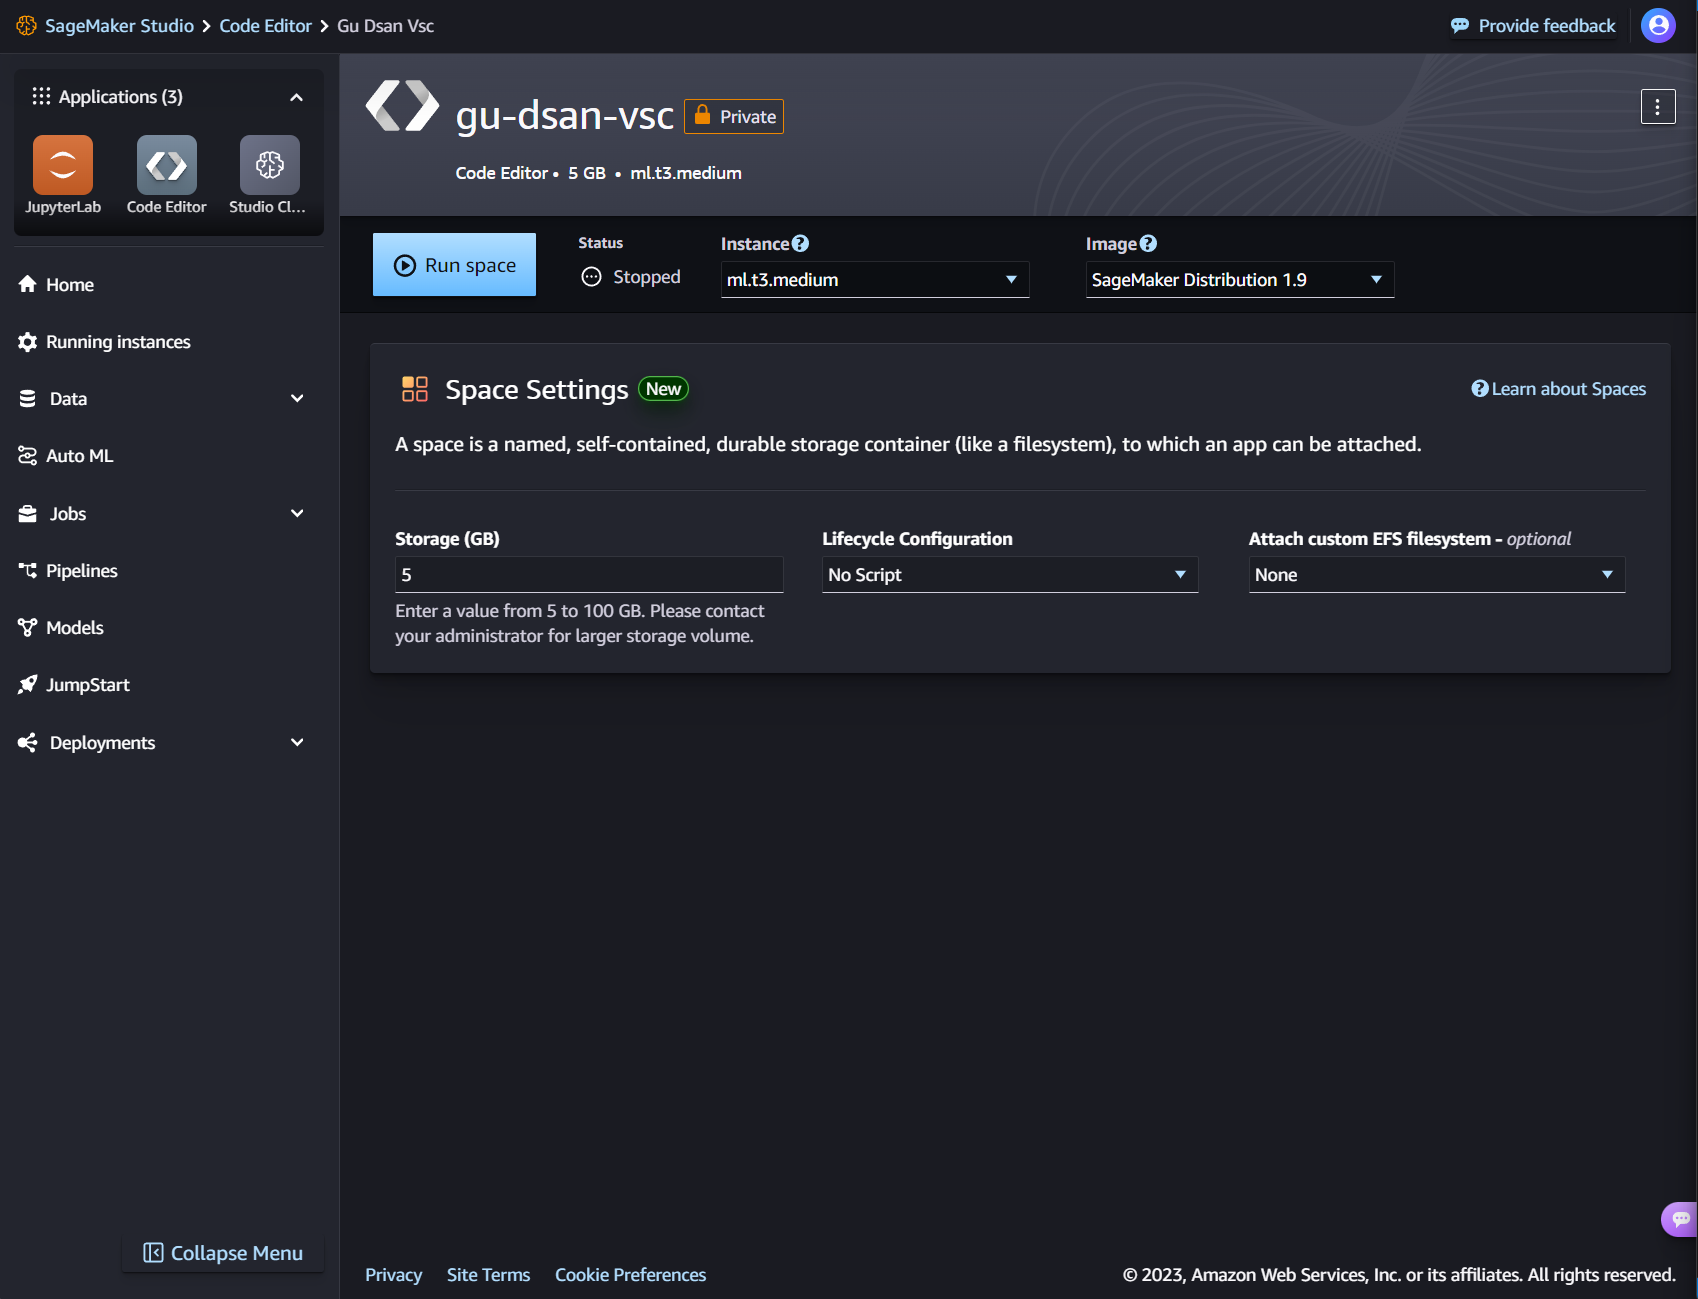 SageMaker Studio > Code Editor > Gu Dsan Vsc
Provide feedback
Applications (3)
JupyterLab
Code Editor
Studio Cl...
Home
Running instances
Data
Auto ML
Jobs
Pipelines
Models
JumpStart
Deployments
Collapse Menu
gu-dsan-vsc
Private
Code Editor • 5 GB • ml.t3.medium
Run space
Status
Stopped
Instance
ml.t3.medium
Image
SageMaker Distribution 1.9
Space Settings
New
Learn about Spaces
A space is a named, self-contained, durable storage container (like a filesystem), to which an app can be attached.
Storage (GB)
5
Enter a value from 5 to 100 GB. Please contact
your administrator for larger storage volume.
Lifecycle Configuration
No Script
Attach custom EFS filesystem - optional
None
Privacy
Site Terms
Cookie Preferences
© 2023, Amazon Web Services, Inc. or its affiliates. All rights reserved.